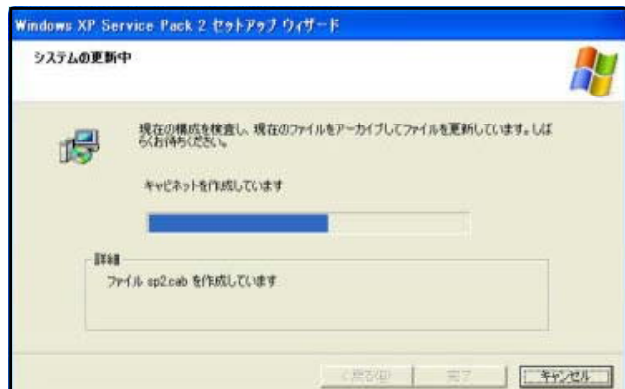 Windows XP Service Pack 2 セットアップ ウィザード
システムの更新中
現在の構成を検査し、現在のファイルをアーカイブしてファイルを更新しています。しば
らくお待ちください。
キャビネットを作成しています
詳細
ファイル sp2.cab を作成しています
< 戻る(B)
完了
キャンセル